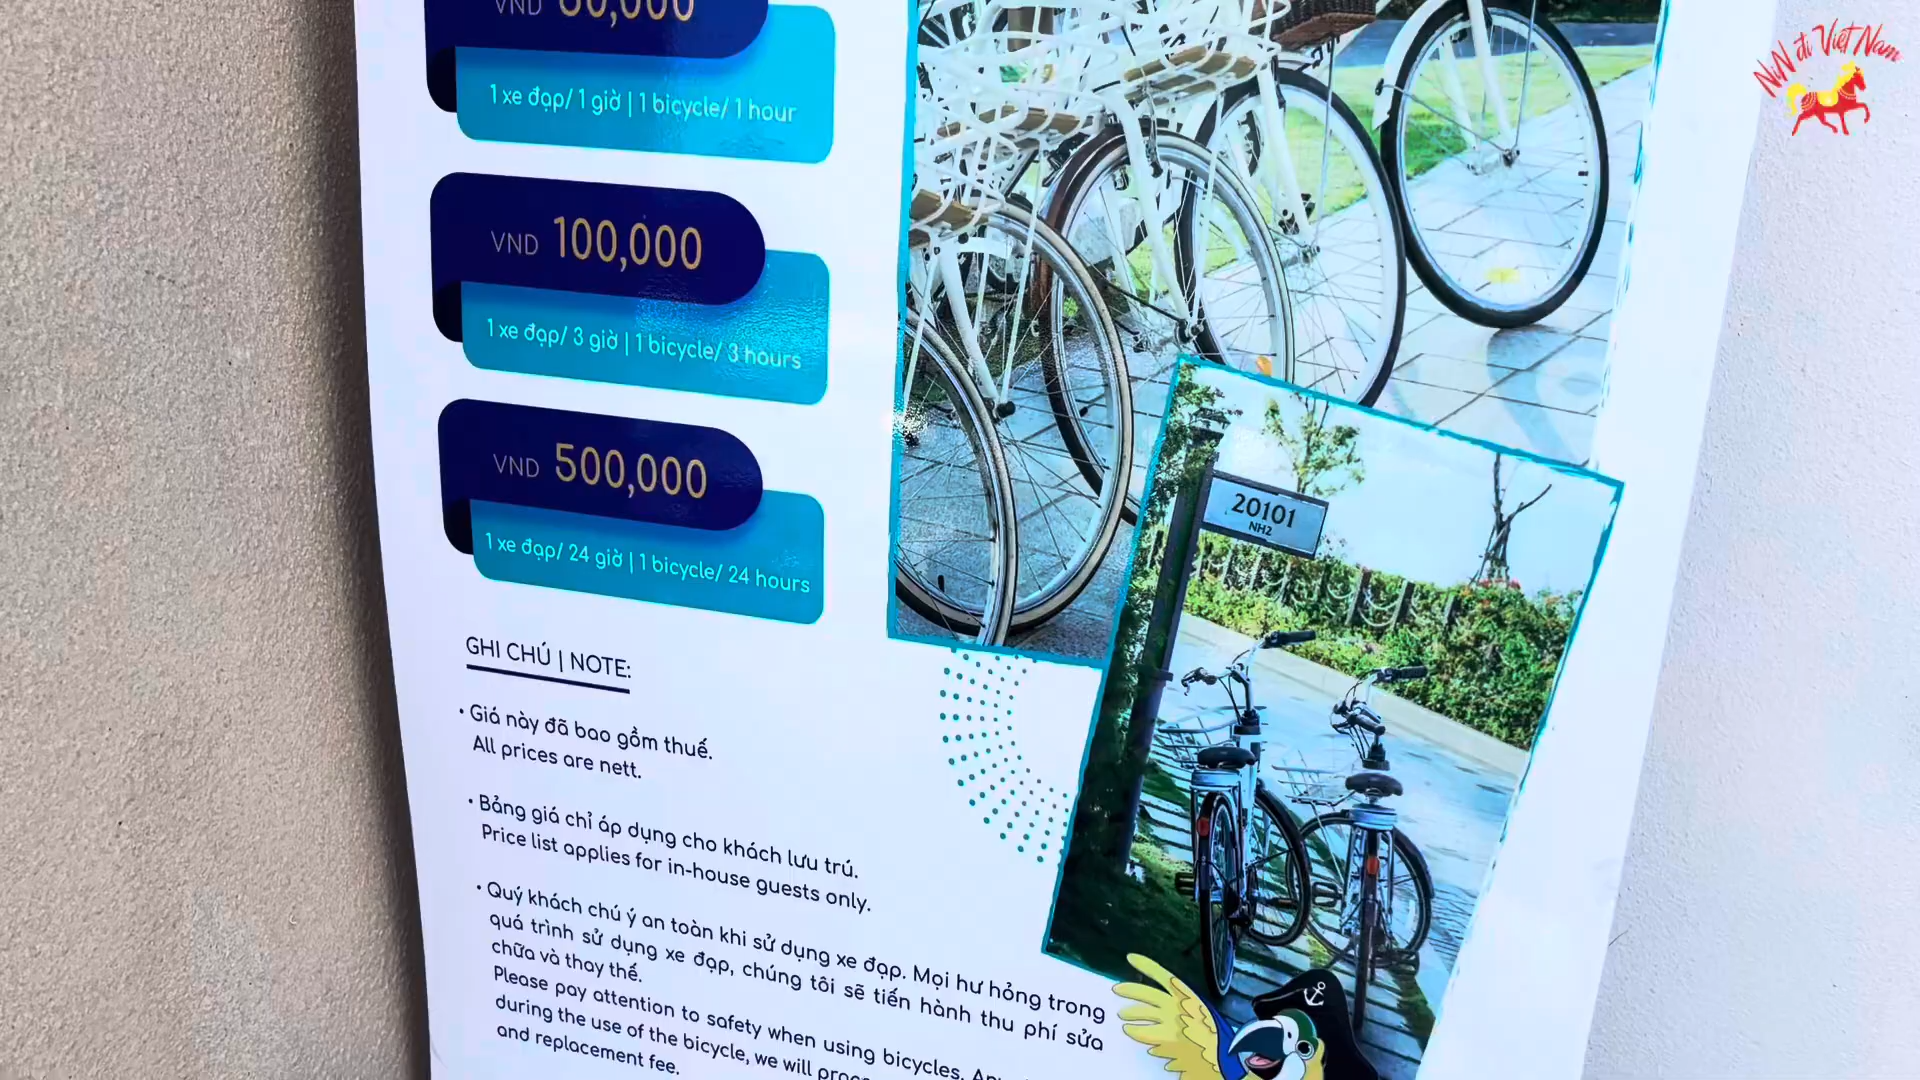 VND
1 xe đạp/ 1 giờ | 1 bicycle/ 1 hour
VND 100,000
1 xe đạp/ 3 giờ | 1 bicycle/ 3 hours
VND 500,000
1 xe đạp/ 24 giờ | 1 bicycle/ 24 hours
GHI CHÚ | NOTE:
• Giá này đã bao gồm thuế.
All prices are nett.
• Bảng giá chỉ áp dụng cho khách lưu trú.
Price list applies for in-house guests only.
• Quý khách chú ý an toàn khi sử dụng xe đạp. Mọi hư hỏng trong
quá trình sử dụng xe đạp, chúng tôi sẽ tiến hành thu phí sửa
chữa và thay thế.
Please pay attention to safety when using bicycles.
during the use of the bicycle, we will
and replacement fee.
20101
NH2
NVN đi Việt Nam